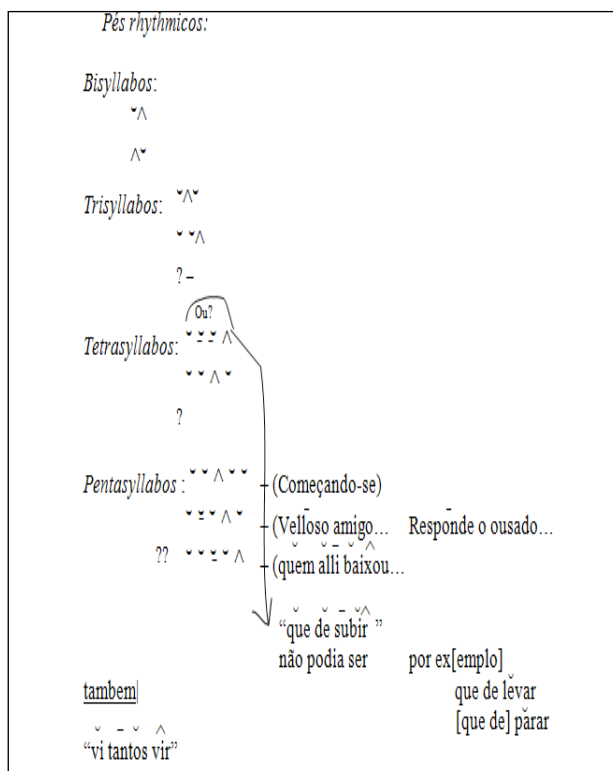 Pés rhythmicos:
Bisyllabos:
˘ ^
^ ˘
Trisyllabos: ˘ ^ ˘
˘ ˘ ^
? –
Ou?
Tetrasyllabos: ˘ ˘̱ ˘̱ ^
˘ ˘ ^ ˘
?
Pentasyllabos : ˘ ˘ ^ ˘ ˘ – (Começando-se)
˘ ˘̱ ^ ˘ – (Velloso amigo… Responde o ousado…
?? ˘ ˘ ˘̱ ˘ ^ – (quem alli baixou…
“que de subir ”
não podia ser por ex[emplo]
tambem| que de levar
[que de] parar
“vi tantos vir”